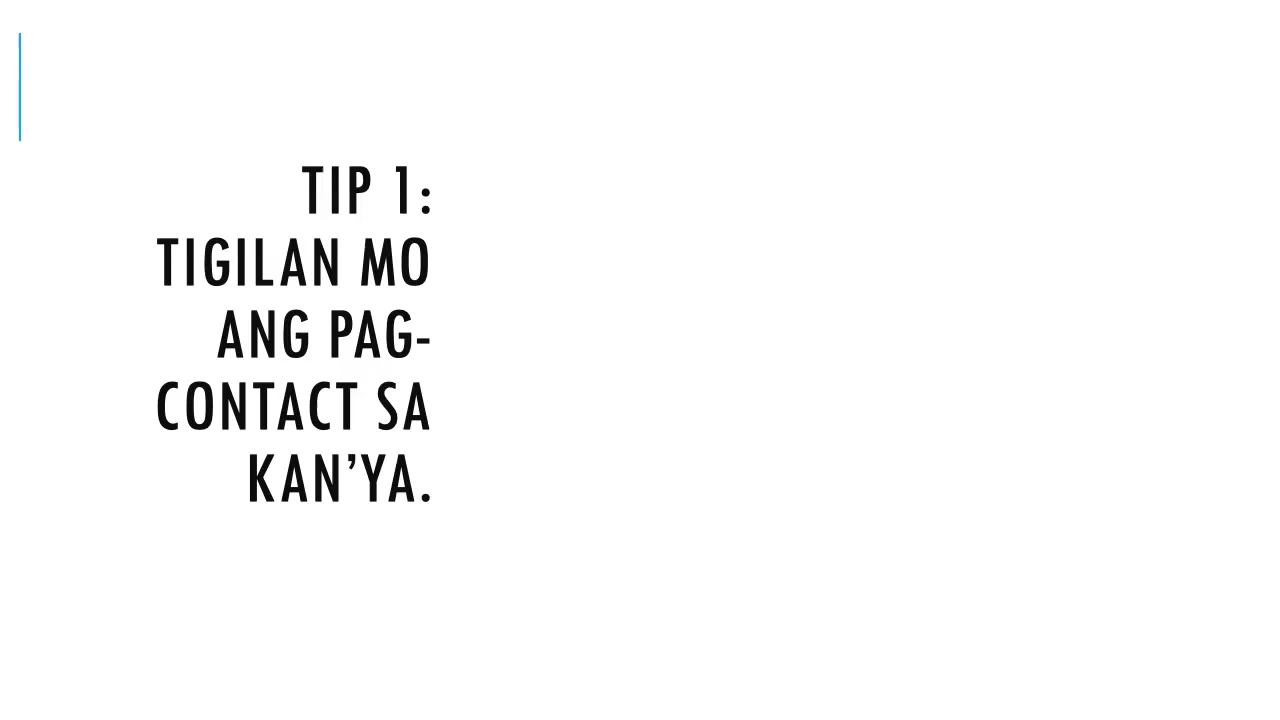 TIP 1:
TIGILAN MO
ANG PAG-
CONTACT SA
KAN’YA.